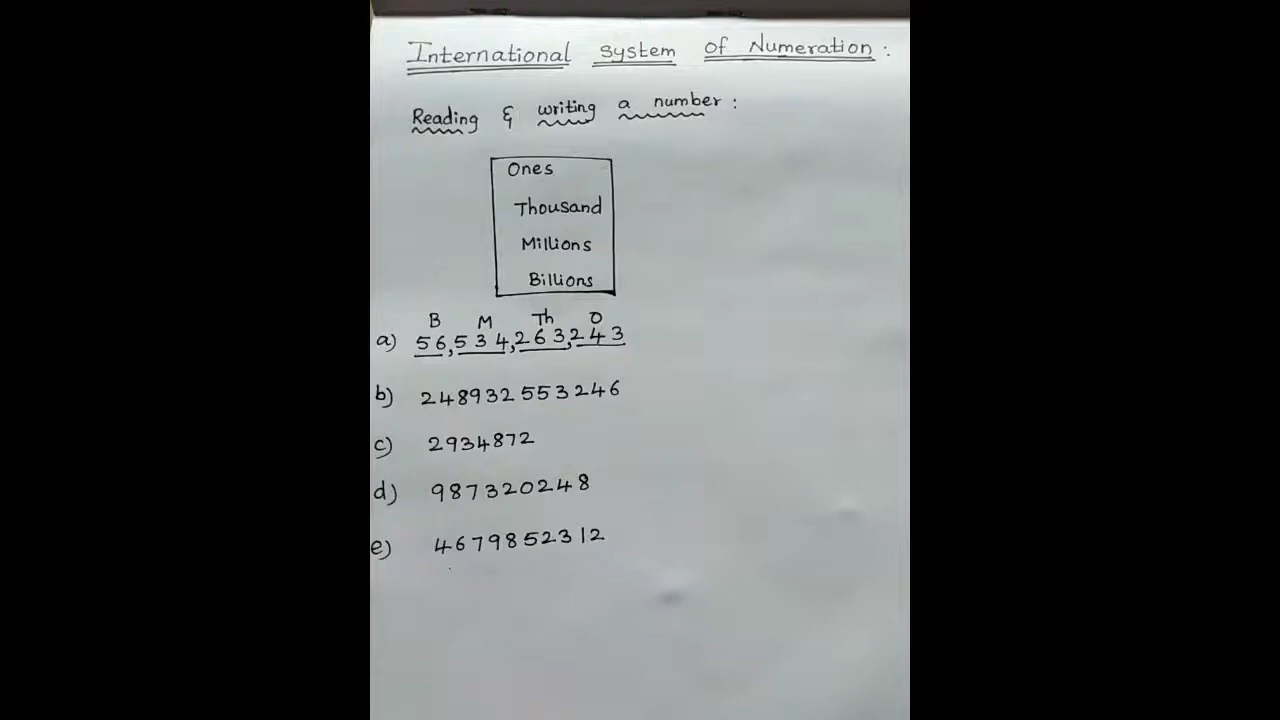 International system of Numeration :
Reading & writing a number :
Ones
Thousand
Millions
Billions
B M Th O
a) 56,534,263,243
b) 248932553246
c) 2934872
d) 987320248
e) 4679852312